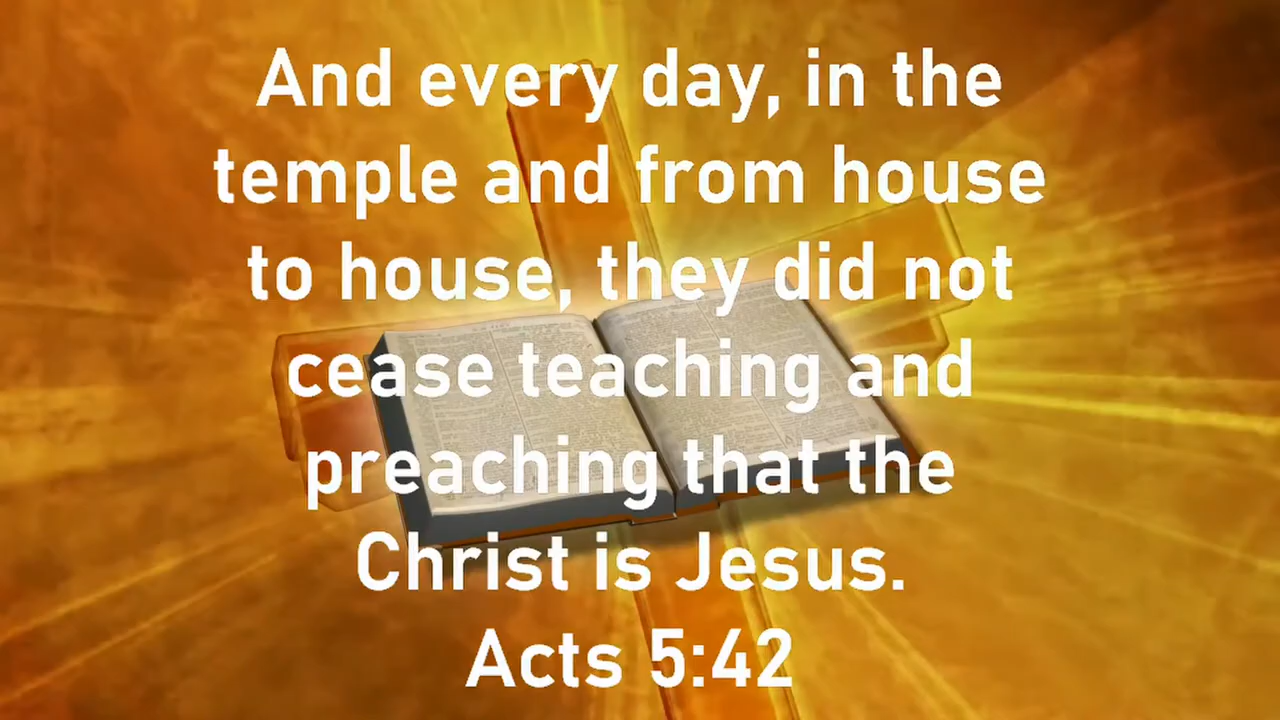 And every day, in the
temple and from house
to house, they did not
cease teaching and
preaching that the
Christ is Jesus.
Acts 5:42